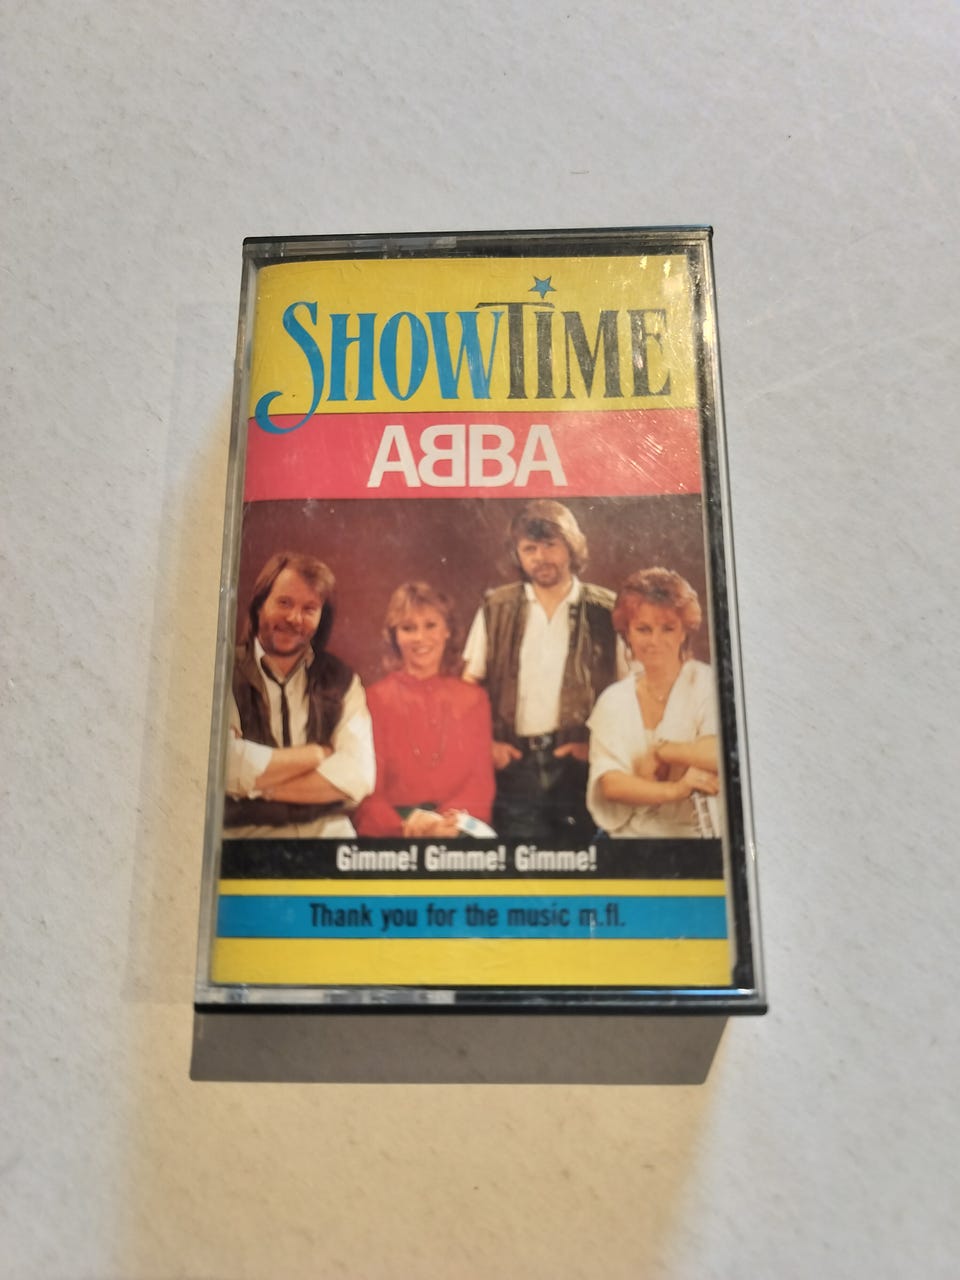 SHOWTIME
ABBA
Gimme! Gimme! Gimme!
Thank you for the music m.fl.